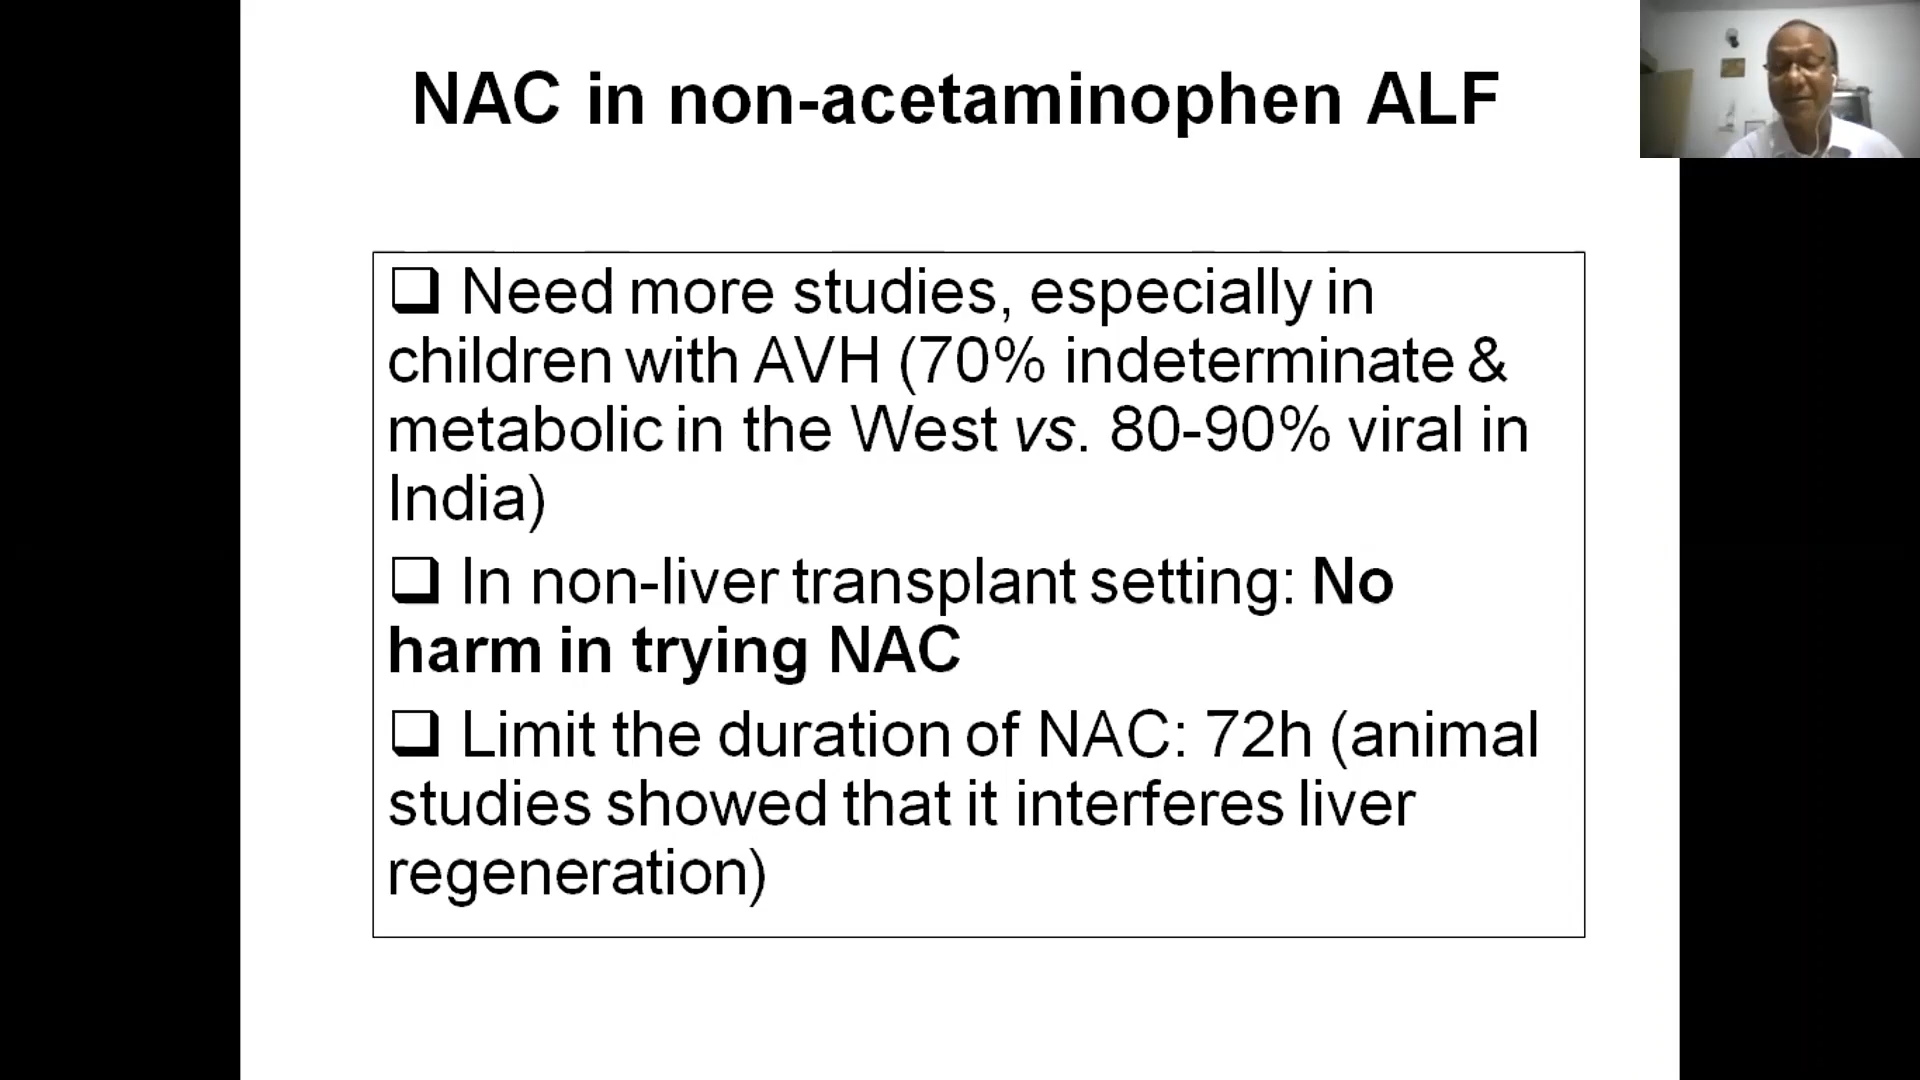 NAC in non-acetaminophen ALF
❑ Need more studies, especially in
children with AVH (70% indeterminate &
metabolic in the West vs. 80-90% viral in
India)
❑ In non-liver transplant setting: No
harm in trying NAC
❑ Limit the duration of NAC: 72h (animal
studies showed that it interferes liver
regeneration)